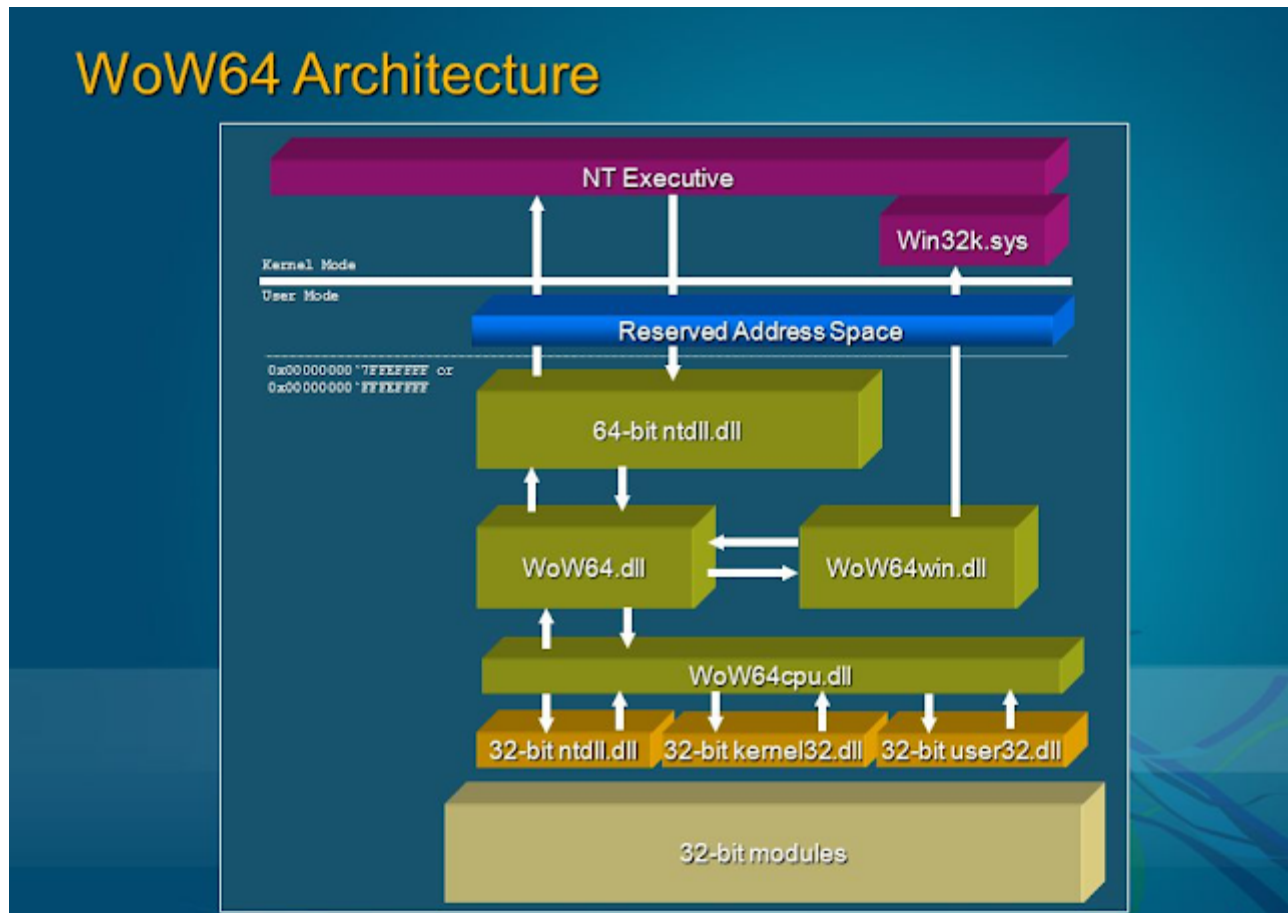 WoW64 Architecture
NT Executive
Win32k.sys
Kernel Mode
User Mode
Reserved Address Space
0x00000000`7FFEFFFF or
0x00000000`FFFEFFFF
64-bit ntdll.dll
WoW64.dll
WoW64win.dll
WoW64cpu.dll
32-bit ntdll.dll
32-bit kernel32.dll
32-bit user32.dll
32-bit modules